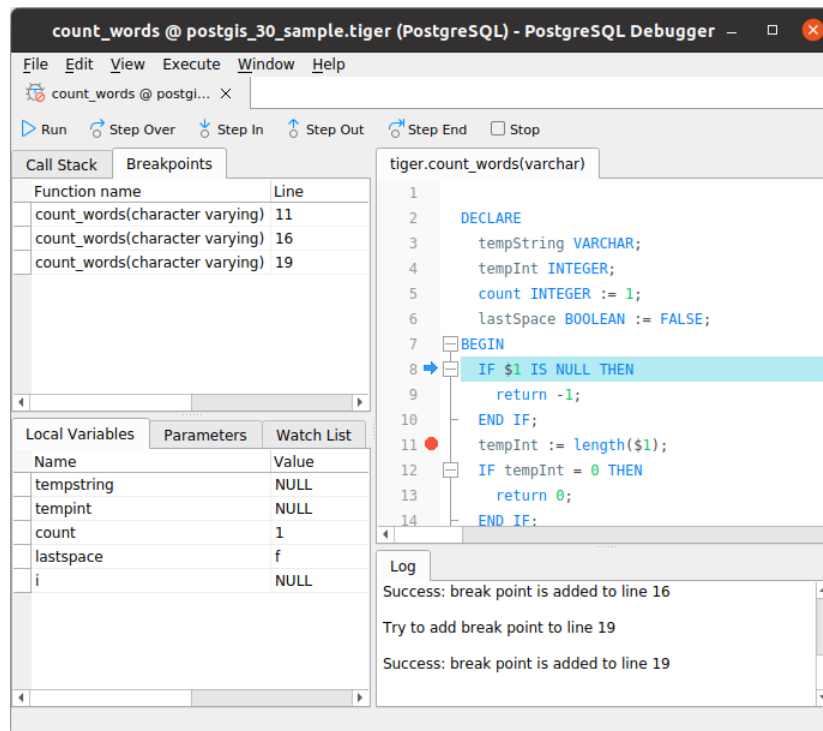 count_words @ postgis_30_sample.tiger (PostgreSQL) - PostgreSQL Debugger
File Edit View Execute Window Help
count_words @ postgi...
Run Step Over Step In Step Out Step End Stop
Call Stack Breakpoints
Function name Line
count_words(character varying) 11
count_words(character varying) 16
count_words(character varying) 19
Local Variables Parameters Watch List
Name Value
tempstring NULL
tempint NULL
count 1
lastspace f
i NULL
tiger.count_words(varchar)
1
2 DECLARE
3 tempString VARCHAR;
4 tempInt INTEGER;
5 count INTEGER := 1;
6 lastSpace BOOLEAN := FALSE;
7 BEGIN
8 IF $1 IS NULL THEN
9 return -1;
10 END IF;
11 tempInt := length($1);
12 IF tempInt = 0 THEN
13 return 0;
14 END IF;
Log
Success: break point is added to line 16
Try to add break point to line 19
Success: break point is added to line 19